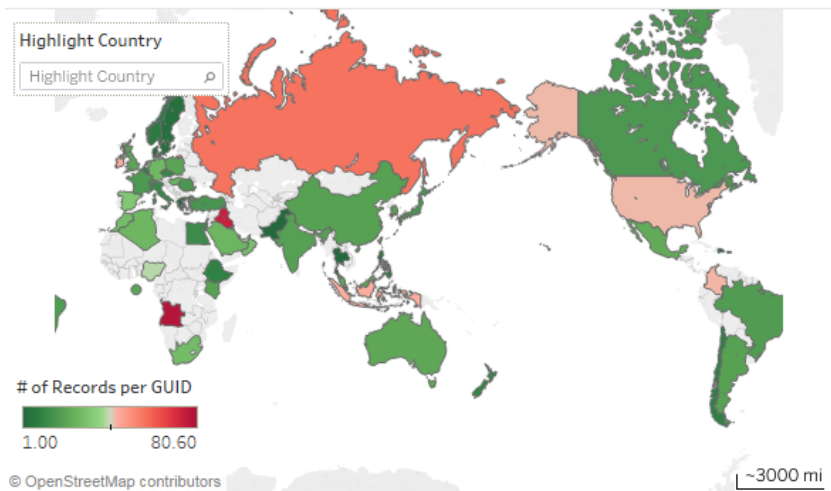 Highlight Country
Highlight Country
# of Records per GUID
1.00 80.60
© OpenStreetMap contributors
~3000 mi